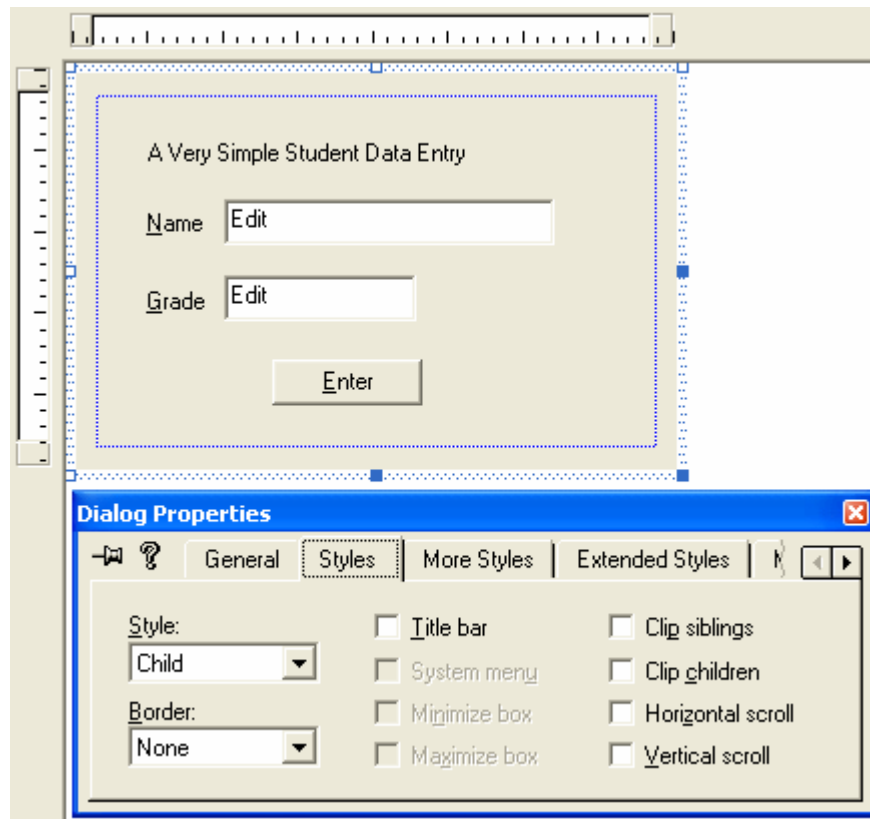 A Very Simple Student Data Entry
Name Edit
Grade Edit
Enter
Dialog Properties
General Styles More Styles Extended Styles
Style: Title bar Clip siblings
Child System menu Clip children
Border: Minimize box Horizontal scroll
None Maximize box Vertical scroll